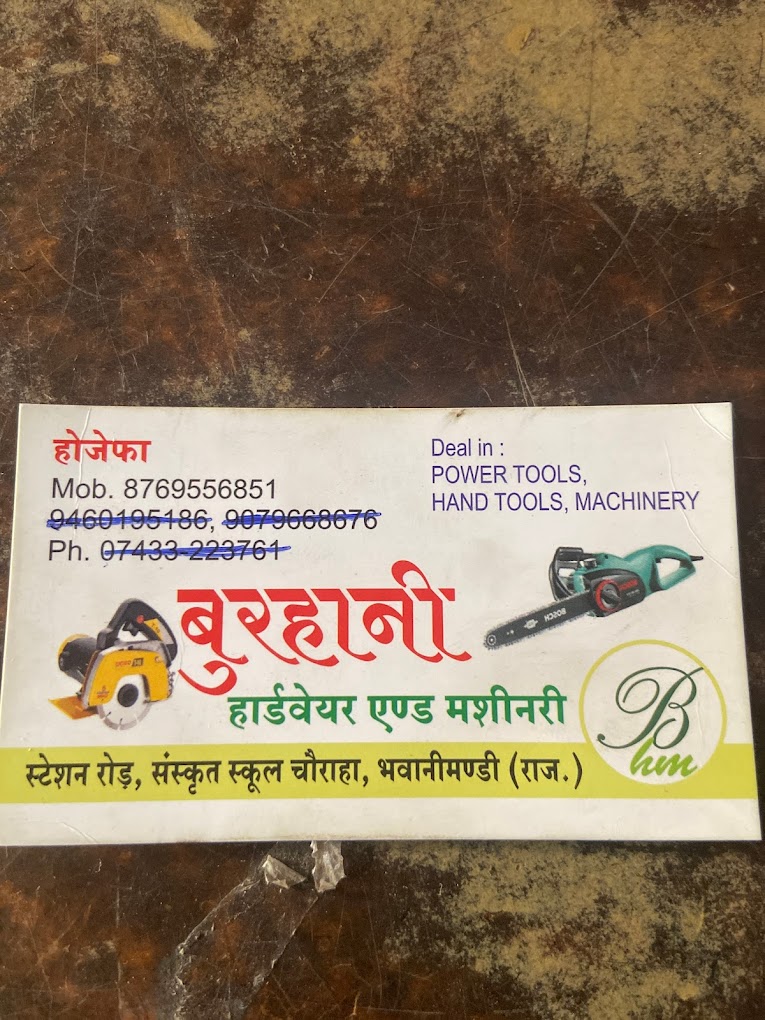 होजेफा
Mob. 8769556851
9460195186, 9079668676
Ph. 07433-223761
Deal in :
POWER TOOLS,
HAND TOOLS, MACHINERY
बुरहानी
BOSCH
हार्डवेयर एण्ड मशीनरी
B
hm
स्टेशन रोड़, संस्कृत स्कूल चौराहा, भवानीमण्डी (राज.)